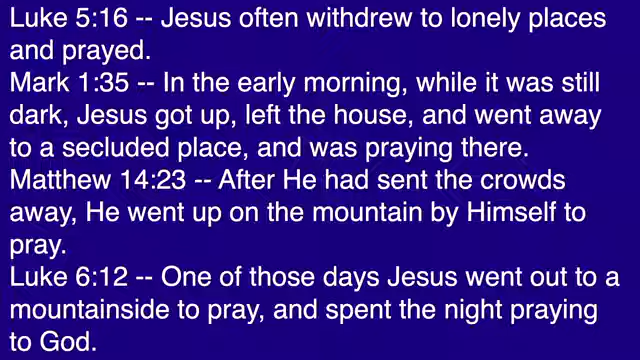 Luke 5:16 -- Jesus often withdrew to lonely places
and prayed.
Mark 1:35 -- In the early morning, while it was still
dark, Jesus got up, left the house, and went away
to a secluded place, and was praying there.
Matthew 14:23 -- After He had sent the crowds
away, He went up on the mountain by Himself to
pray.
Luke 6:12 -- One of those days Jesus went out to a
mountainside to pray, and spent the night praying
to God.